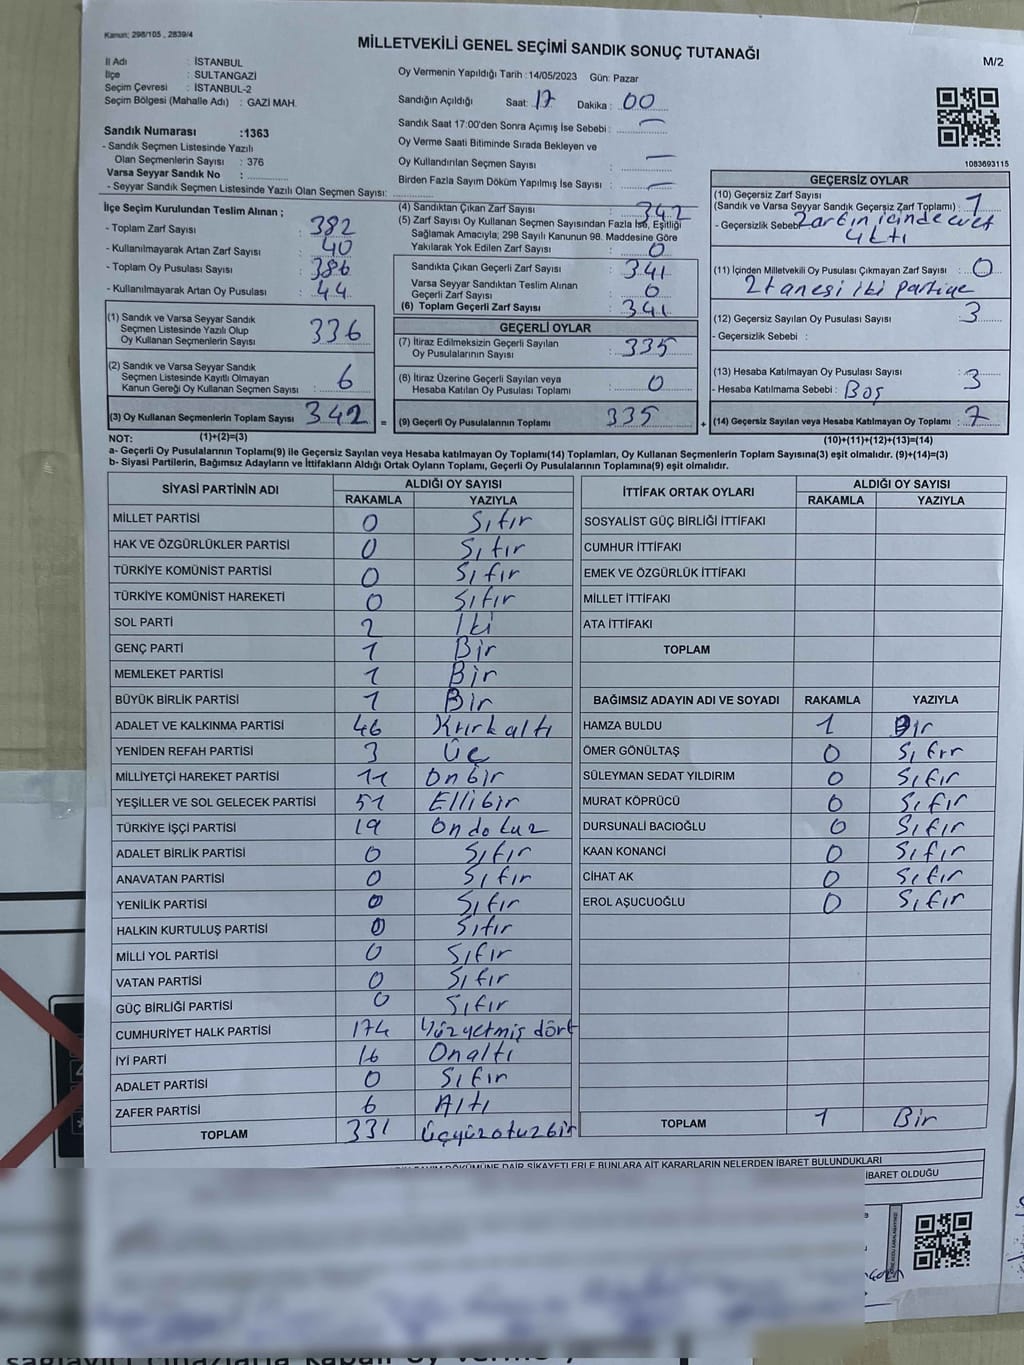 Kanun; 298/105 , 2839/4
MİLLETVEKİLİ GENEL SEÇİMİ SANDIK SONUÇ TUTANAĞI
M/2
İl Adı : İSTANBUL
İlçe : SULTANGAZİ
Seçim Çevresi : İSTANBUL-2
Seçim Bölgesi (Mahalle Adı) : GAZİ MAH.
Oy Vermenin Yapıldığı Tarih :14/05/2023 Gün: Pazar
Sandığın Açıldığı Saat: 17 Dakika : 00
Sandık Saat 17:00'den Sonra Açımış İse Sebebi : —
Oy Verme Saati Bitiminde Sırada Bekleyen ve
Oy Kullandırılan Seçmen Sayısı : —
Birden Fazla Sayım Döküm Yapılmış İse Sayısı : —
1083693115
Sandık Numarası :1363
- Sandık Seçmen Listesinde Yazılı
Olan Seçmenlerin Sayısı : 376
Varsa Seyyar Sandık No :
- Seyyar Sandık Seçmen Listesinde Yazılı Olan Seçmen Sayısı:
İlçe Seçim Kurulundan Teslim Alınan ;
- Toplam Zarf Sayısı : 382
- Kullanılmayarak Artan Zarf Sayısı : 40
- Toplam Oy Pusulası Sayısı : 386
- Kullanılmayarak Artan Oy Pusulası : 44
(1) Sandık ve Varsa Seyyar Sandık
Seçmen Listesinde Yazılı Olup
Oy Kullanan Seçmenlerin Sayısı : 336
(2) Sandık ve Varsa Seyyar Sandık
Seçmen Listesinde Kayıtlı Olmayan
Kanun Gereği Oy Kullanan Seçmen Sayısı : 6
(3) Oy Kullanan Seçmenlerin Toplam Sayısı : 342
(4) Sandıktan Çıkan Zarf Sayısı : 342
(5) Zarf Sayısı Oy Kullanan Seçmen Sayısından Fazla İse, Eşitliği
Sağlamak Amacıyla; 298 Sayılı Kanunun 98. Maddesine Göre
Yakılarak Yok Edilen Zarf Sayısı : 0
Sandıkta Çıkan Geçerli Zarf Sayısı : 341
Varsa Seyyar Sandıktan Teslim Alınan
Geçerli Zarf Sayısı : 0
(6) Toplam Geçerli Zarf Sayısı : 341
GEÇERLİ OYLAR
(7) İtiraz Edilmeksizin Geçerli Sayılan
Oy Pusulalarının Sayısı : 335
(8) İtiraz Üzerine Geçerli Sayılan veya
Hesaba Katılan Oy Pusulası Toplamı : 0
= (9) Geçerli Oy Pusulalarının Toplamı : 335 +
GEÇERSİZ OYLAR
(10) Geçersiz Zarf Sayısı
(Sandık ve Varsa Seyyar Sandık Geçersiz Zarf Toplamı) : 1
- Geçersizlik Sebebi : Zarfın içinde evet
çıktı
(11) İçinden Milletvekili Oy Pusulası Çıkmayan Zarf Sayısı : 0
2 tanesi iki partiye
(12) Geçersiz Sayılan Oy Pusulası Sayısı : 3
- Geçersizlik Sebebi :
(13) Hesaba Katılmayan Oy Pusulası Sayısı : 3
- Hesaba Katılmama Sebebi : Boş
(14) Geçersiz Sayılan veya Hesaba Katılmayan Oy Toplamı : 7
NOT: (1)+(2)=(3)
(10)+(11)+(12)+(13)=(14)
a- Geçerli Oy Pusulasının Toplamı(9) ile Geçersiz Sayılan veya Hesaba katılmayan Oy Toplamı(14) Toplamları, Oy Kullanan Seçmenlerin Toplam Sayısına(3) eşit olmalıdır. (9)+(14)=(3)
b- Siyasi Partilerin, Bağımsız Adayların ve İttifakların Aldığı Ortak Oyların Toplamı, Geçerli Oy Pusulalarının Toplamına(9) eşit olmalıdır.
SİYASİ PARTİNİN ADI ALDIĞI OY SAYISI
RAKAMLA YAZIYLA
MİLLET PARTİSİ 0 Sıfır
HAK VE ÖZGÜRLÜKLER PARTİSİ 0 Sıfır
TÜRKİYE KOMÜNİST PARTİSİ 0 Sıfır
TÜRKİYE KOMÜNİST HAREKETİ 0 Sıfır
SOL PARTİ 2 İki
GENÇ PARTİ 1 Bir
MEMLEKET PARTİSİ 1 Bir
BÜYÜK BİRLİK PARTİSİ 1 Bir
ADALET VE KALKINMA PARTİSİ 46 Kırkaltı
YENİDEN REFAH PARTİSİ 3 üç
MİLLİYETÇİ HAREKET PARTİSİ 11 Onbir
YEŞİLLER VE SOL GELECEK PARTİSİ 51 Ellibir
TÜRKİYE İŞÇİ PARTİSİ 19 Ondokuz
ADALET BİRLİK PARTİSİ 0 Sıfır
ANAVATAN PARTİSİ 0 Sıfır
YENİLİK PARTİSİ 0 Sıfır
HALKIN KURTULUŞ PARTİSİ 0 Sıfır
MİLLİ YOL PARTİSİ 0 Sıfır
VATAN PARTİSİ 0 Sıfır
GÜÇ BİRLİĞİ PARTİSİ 0 Sıfır
CUMHURİYET HALK PARTİSİ 174 Yüzyetmiş dört
İYİ PARTİ 16 Onaltı
ADALET PARTİSİ 0 Sıfır
ZAFER PARTİSİ 6 Altı
TOPLAM 331 üçyüzotuzbir
İTTİFAK ORTAK OYLARI ALDIĞI OY SAYISI
RAKAMLA YAZIYLA
SOSYALİST GÜÇ BİRLİĞİ İTTİFAKI
CUMHUR İTTİFAKI
EMEK VE ÖZGÜRLÜK İTTİFAKI
MİLLET İTTİFAKI
ATA İTTİFAKI
TOPLAM
BAĞIMSIZ ADAYIN ADI VE SOYADI RAKAMLA YAZIYLA
HAMZA BULDU 1 Bir
ÖMER GÖNÜLTAŞ 0 Sıfır
SÜLEYMAN SEDAT YILDIRIM 0 Sıfır
MURAT KÖPRÜCÜ 0 Sıfır
DURSUNALİ BACIOĞLU 0 Sıfır
KAAN KONANCİ 0 Sıfır
CİHAT AK 0 Sıfır
EROL AŞUCUOĞLU 0 Sıfır
TOPLAM 1 Bir
DÖKÜMÜNE DAİR ŞİKAYETLERLE BUNLARA AİT KARARLARIN NELERDEN İBARET BULUNDUKLARI
İBARET OLDUĞU